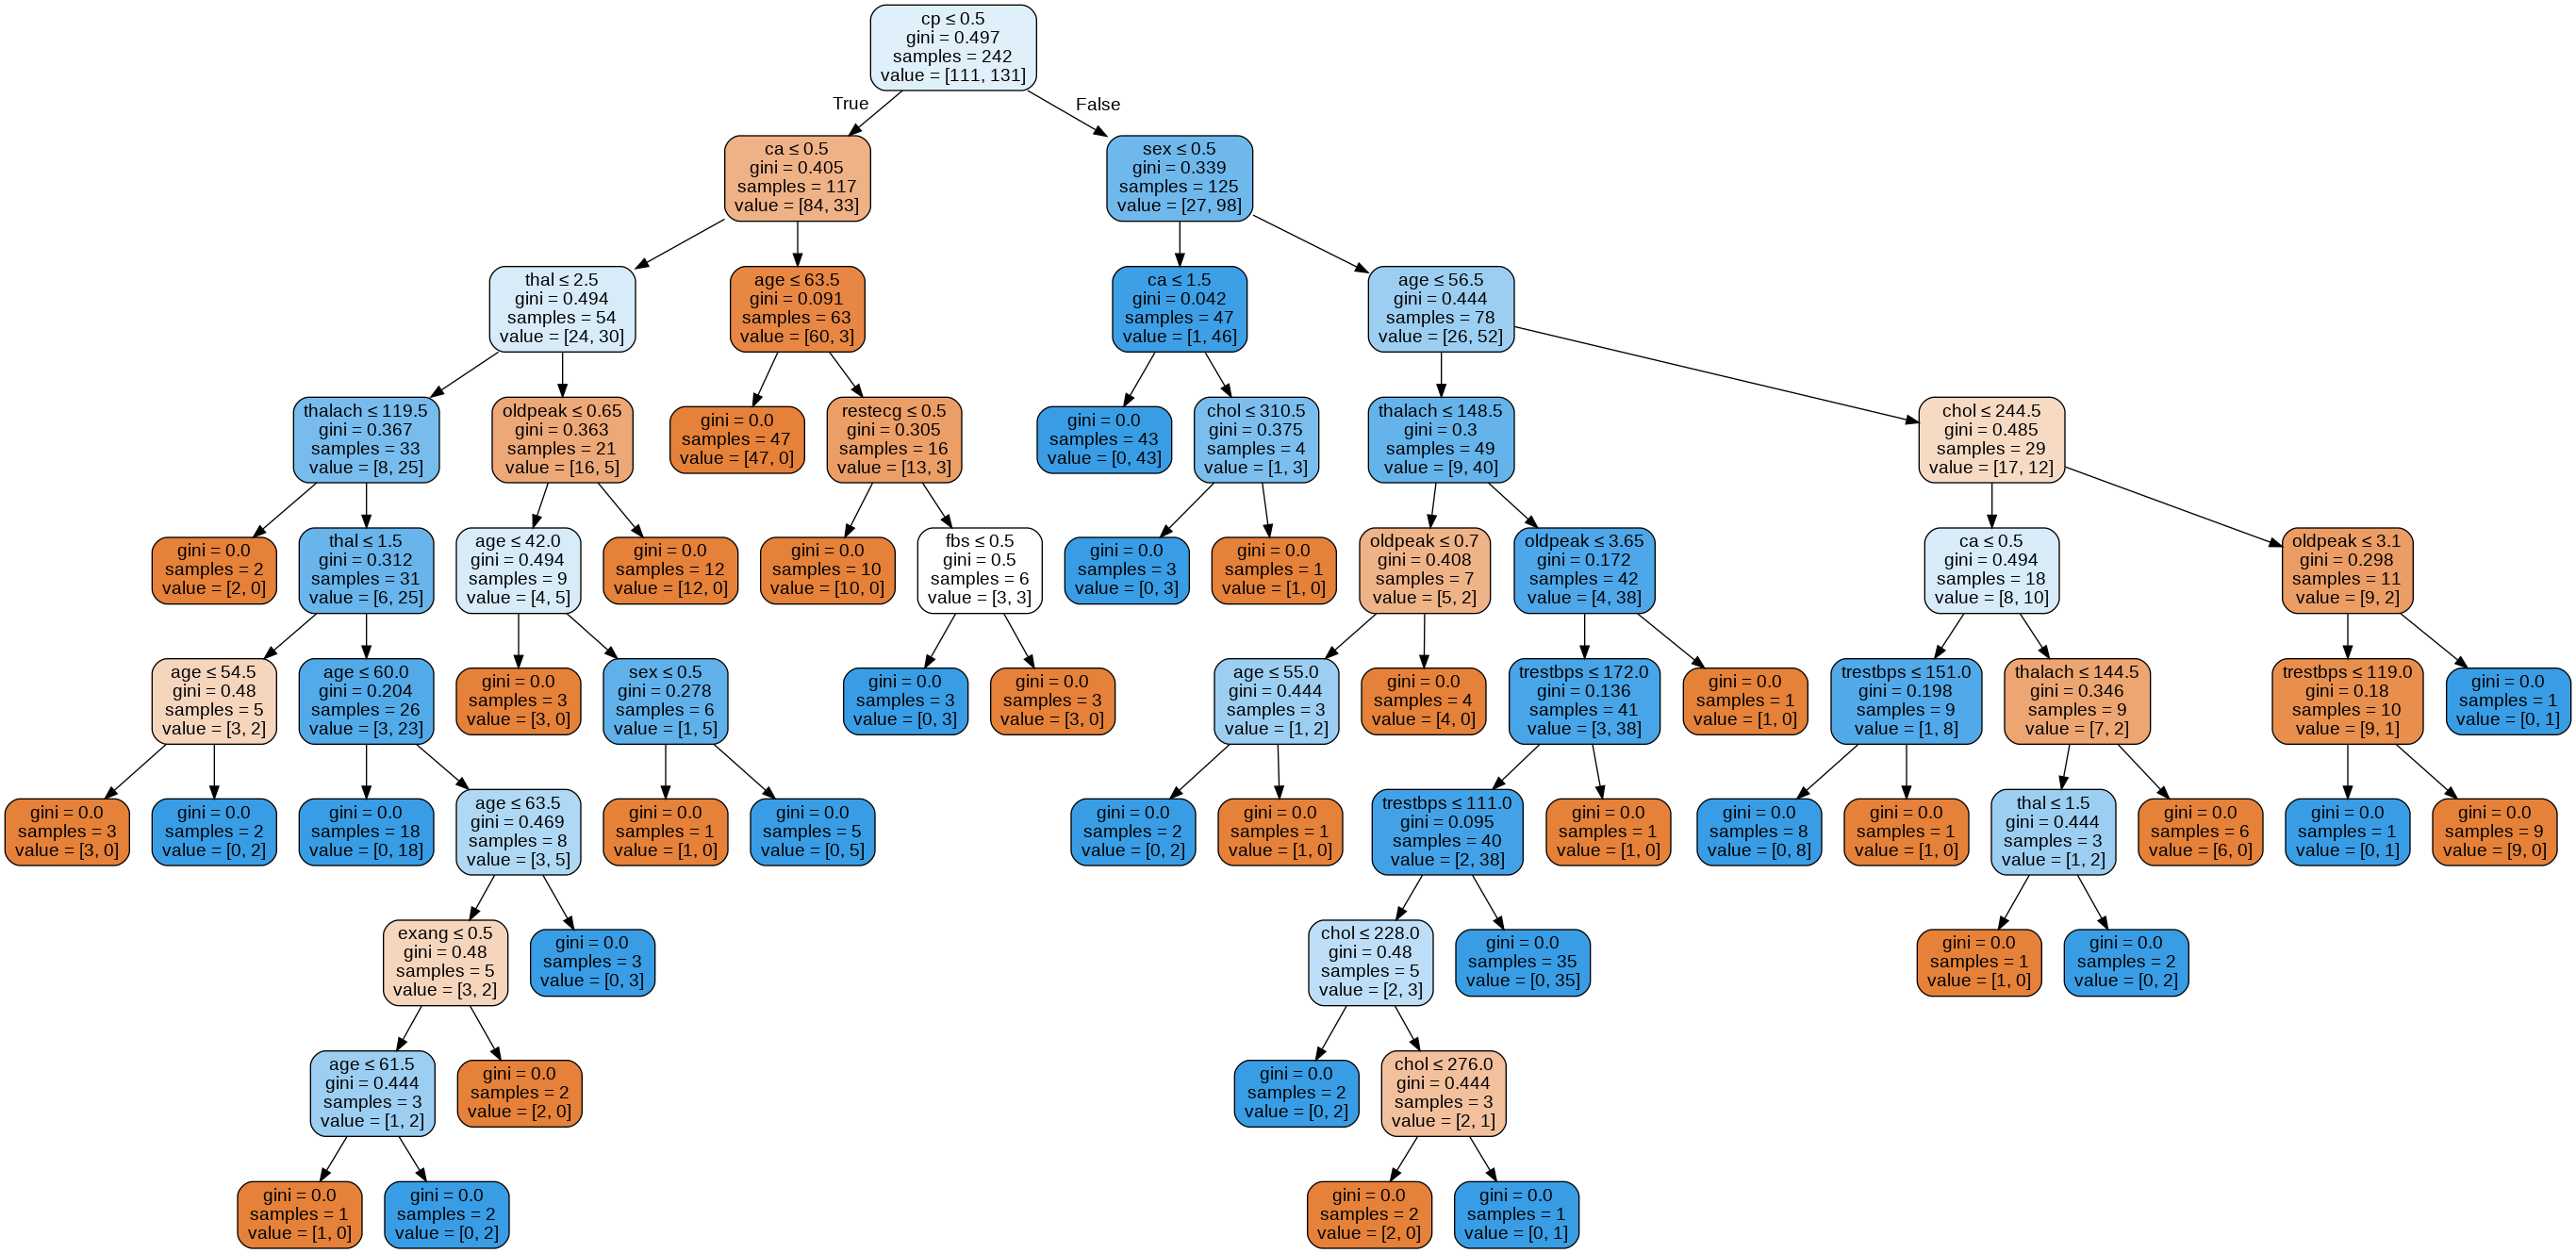 cp ≤ 0.5
gini = 0.497
samples = 242
value = [111, 131]
True
False
ca ≤ 0.5
gini = 0.405
samples = 117
value = [84, 33]
sex ≤ 0.5
gini = 0.339
samples = 125
value = [27, 98]
thal ≤ 2.5
gini = 0.494
samples = 54
value = [24, 30]
age ≤ 63.5
gini = 0.091
samples = 63
value = [60, 3]
ca ≤ 1.5
gini = 0.042
samples = 47
value = [1, 46]
age ≤ 56.5
gini = 0.444
samples = 78
value = [26, 52]
thalach ≤ 119.5
gini = 0.367
samples = 33
value = [8, 25]
oldpeak ≤ 0.65
gini = 0.363
samples = 21
value = [16, 5]
gini = 0.0
samples = 47
value = [47, 0]
restecg ≤ 0.5
gini = 0.305
samples = 16
value = [13, 3]
gini = 0.0
samples = 43
value = [0, 43]
chol ≤ 310.5
gini = 0.375
samples = 4
value = [1, 3]
thalach ≤ 148.5
gini = 0.3
samples = 49
value = [9, 40]
chol ≤ 244.5
gini = 0.485
samples = 29
value = [17, 12]
gini = 0.0
samples = 2
value = [2, 0]
thal ≤ 1.5
gini = 0.312
samples = 31
value = [6, 25]
age ≤ 42.0
gini = 0.494
samples = 9
value = [4, 5]
gini = 0.0
samples = 12
value = [12, 0]
gini = 0.0
samples = 10
value = [10, 0]
fbs ≤ 0.5
gini = 0.5
samples = 6
value = [3, 3]
gini = 0.0
samples = 3
value = [0, 3]
gini = 0.0
samples = 1
value = [1, 0]
oldpeak ≤ 0.7
gini = 0.408
samples = 7
value = [5, 2]
oldpeak ≤ 3.65
gini = 0.172
samples = 42
value = [4, 38]
ca ≤ 0.5
gini = 0.494
samples = 18
value = [8, 10]
oldpeak ≤ 3.1
gini = 0.298
samples = 11
value = [9, 2]
age ≤ 54.5
gini = 0.48
samples = 5
value = [3, 2]
age ≤ 60.0
gini = 0.204
samples = 26
value = [3, 23]
gini = 0.0
samples = 3
value = [3, 0]
sex ≤ 0.5
gini = 0.278
samples = 6
value = [1, 5]
gini = 0.0
samples = 3
value = [0, 3]
gini = 0.0
samples = 3
value = [3, 0]
age ≤ 55.0
gini = 0.444
samples = 3
value = [1, 2]
gini = 0.0
samples = 4
value = [4, 0]
trestbps ≤ 172.0
gini = 0.136
samples = 41
value = [3, 38]
gini = 0.0
samples = 1
value = [1, 0]
trestbps ≤ 151.0
gini = 0.198
samples = 9
value = [1, 8]
thalach ≤ 144.5
gini = 0.346
samples = 9
value = [7, 2]
trestbps ≤ 119.0
gini = 0.18
samples = 10
value = [9, 1]
gini = 0.0
samples = 1
value = [0, 1]
gini = 0.0
samples = 3
value = [3, 0]
gini = 0.0
samples = 2
value = [0, 2]
gini = 0.0
samples = 18
value = [0, 18]
age ≤ 63.5
gini = 0.469
samples = 8
value = [3, 5]
gini = 0.0
samples = 1
value = [1, 0]
gini = 0.0
samples = 5
value = [0, 5]
gini = 0.0
samples = 2
value = [0, 2]
gini = 0.0
samples = 1
value = [1, 0]
trestbps ≤ 111.0
gini = 0.095
samples = 40
value = [2, 38]
gini = 0.0
samples = 1
value = [1, 0]
gini = 0.0
samples = 8
value = [0, 8]
gini = 0.0
samples = 1
value = [1, 0]
thal ≤ 1.5
gini = 0.444
samples = 3
value = [1, 2]
gini = 0.0
samples = 6
value = [6, 0]
gini = 0.0
samples = 1
value = [0, 1]
gini = 0.0
samples = 9
value = [9, 0]
exang ≤ 0.5
gini = 0.48
samples = 5
value = [3, 2]
gini = 0.0
samples = 3
value = [0, 3]
chol ≤ 228.0
gini = 0.48
samples = 5
value = [2, 3]
gini = 0.0
samples = 35
value = [0, 35]
gini = 0.0
samples = 1
value = [1, 0]
gini = 0.0
samples = 2
value = [0, 2]
age ≤ 61.5
gini = 0.444
samples = 3
value = [1, 2]
gini = 0.0
samples = 2
value = [2, 0]
gini = 0.0
samples = 2
value = [0, 2]
chol ≤ 276.0
gini = 0.444
samples = 3
value = [2, 1]
gini = 0.0
samples = 1
value = [1, 0]
gini = 0.0
samples = 2
value = [0, 2]
gini = 0.0
samples = 2
value = [2, 0]
gini = 0.0
samples = 1
value = [0, 1]